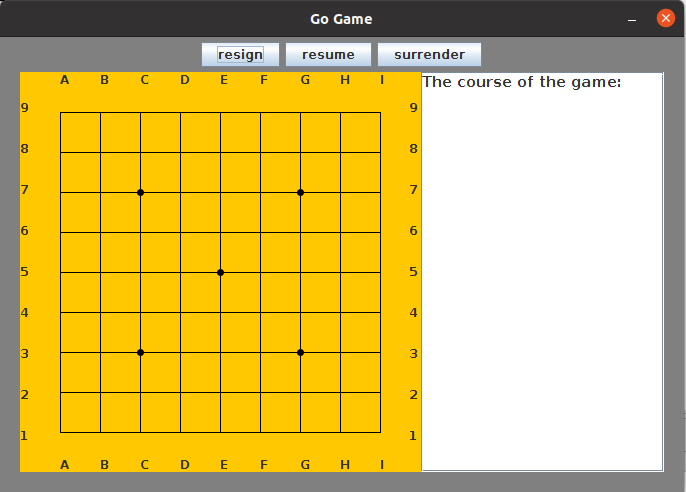 Go Game
resign resume surrender
A B C D E F G H I
The course of the game:
9 9
8 8
7 7
6 6
5 5
4 4
3 3
2 2
1 1
A B C D E F G H I